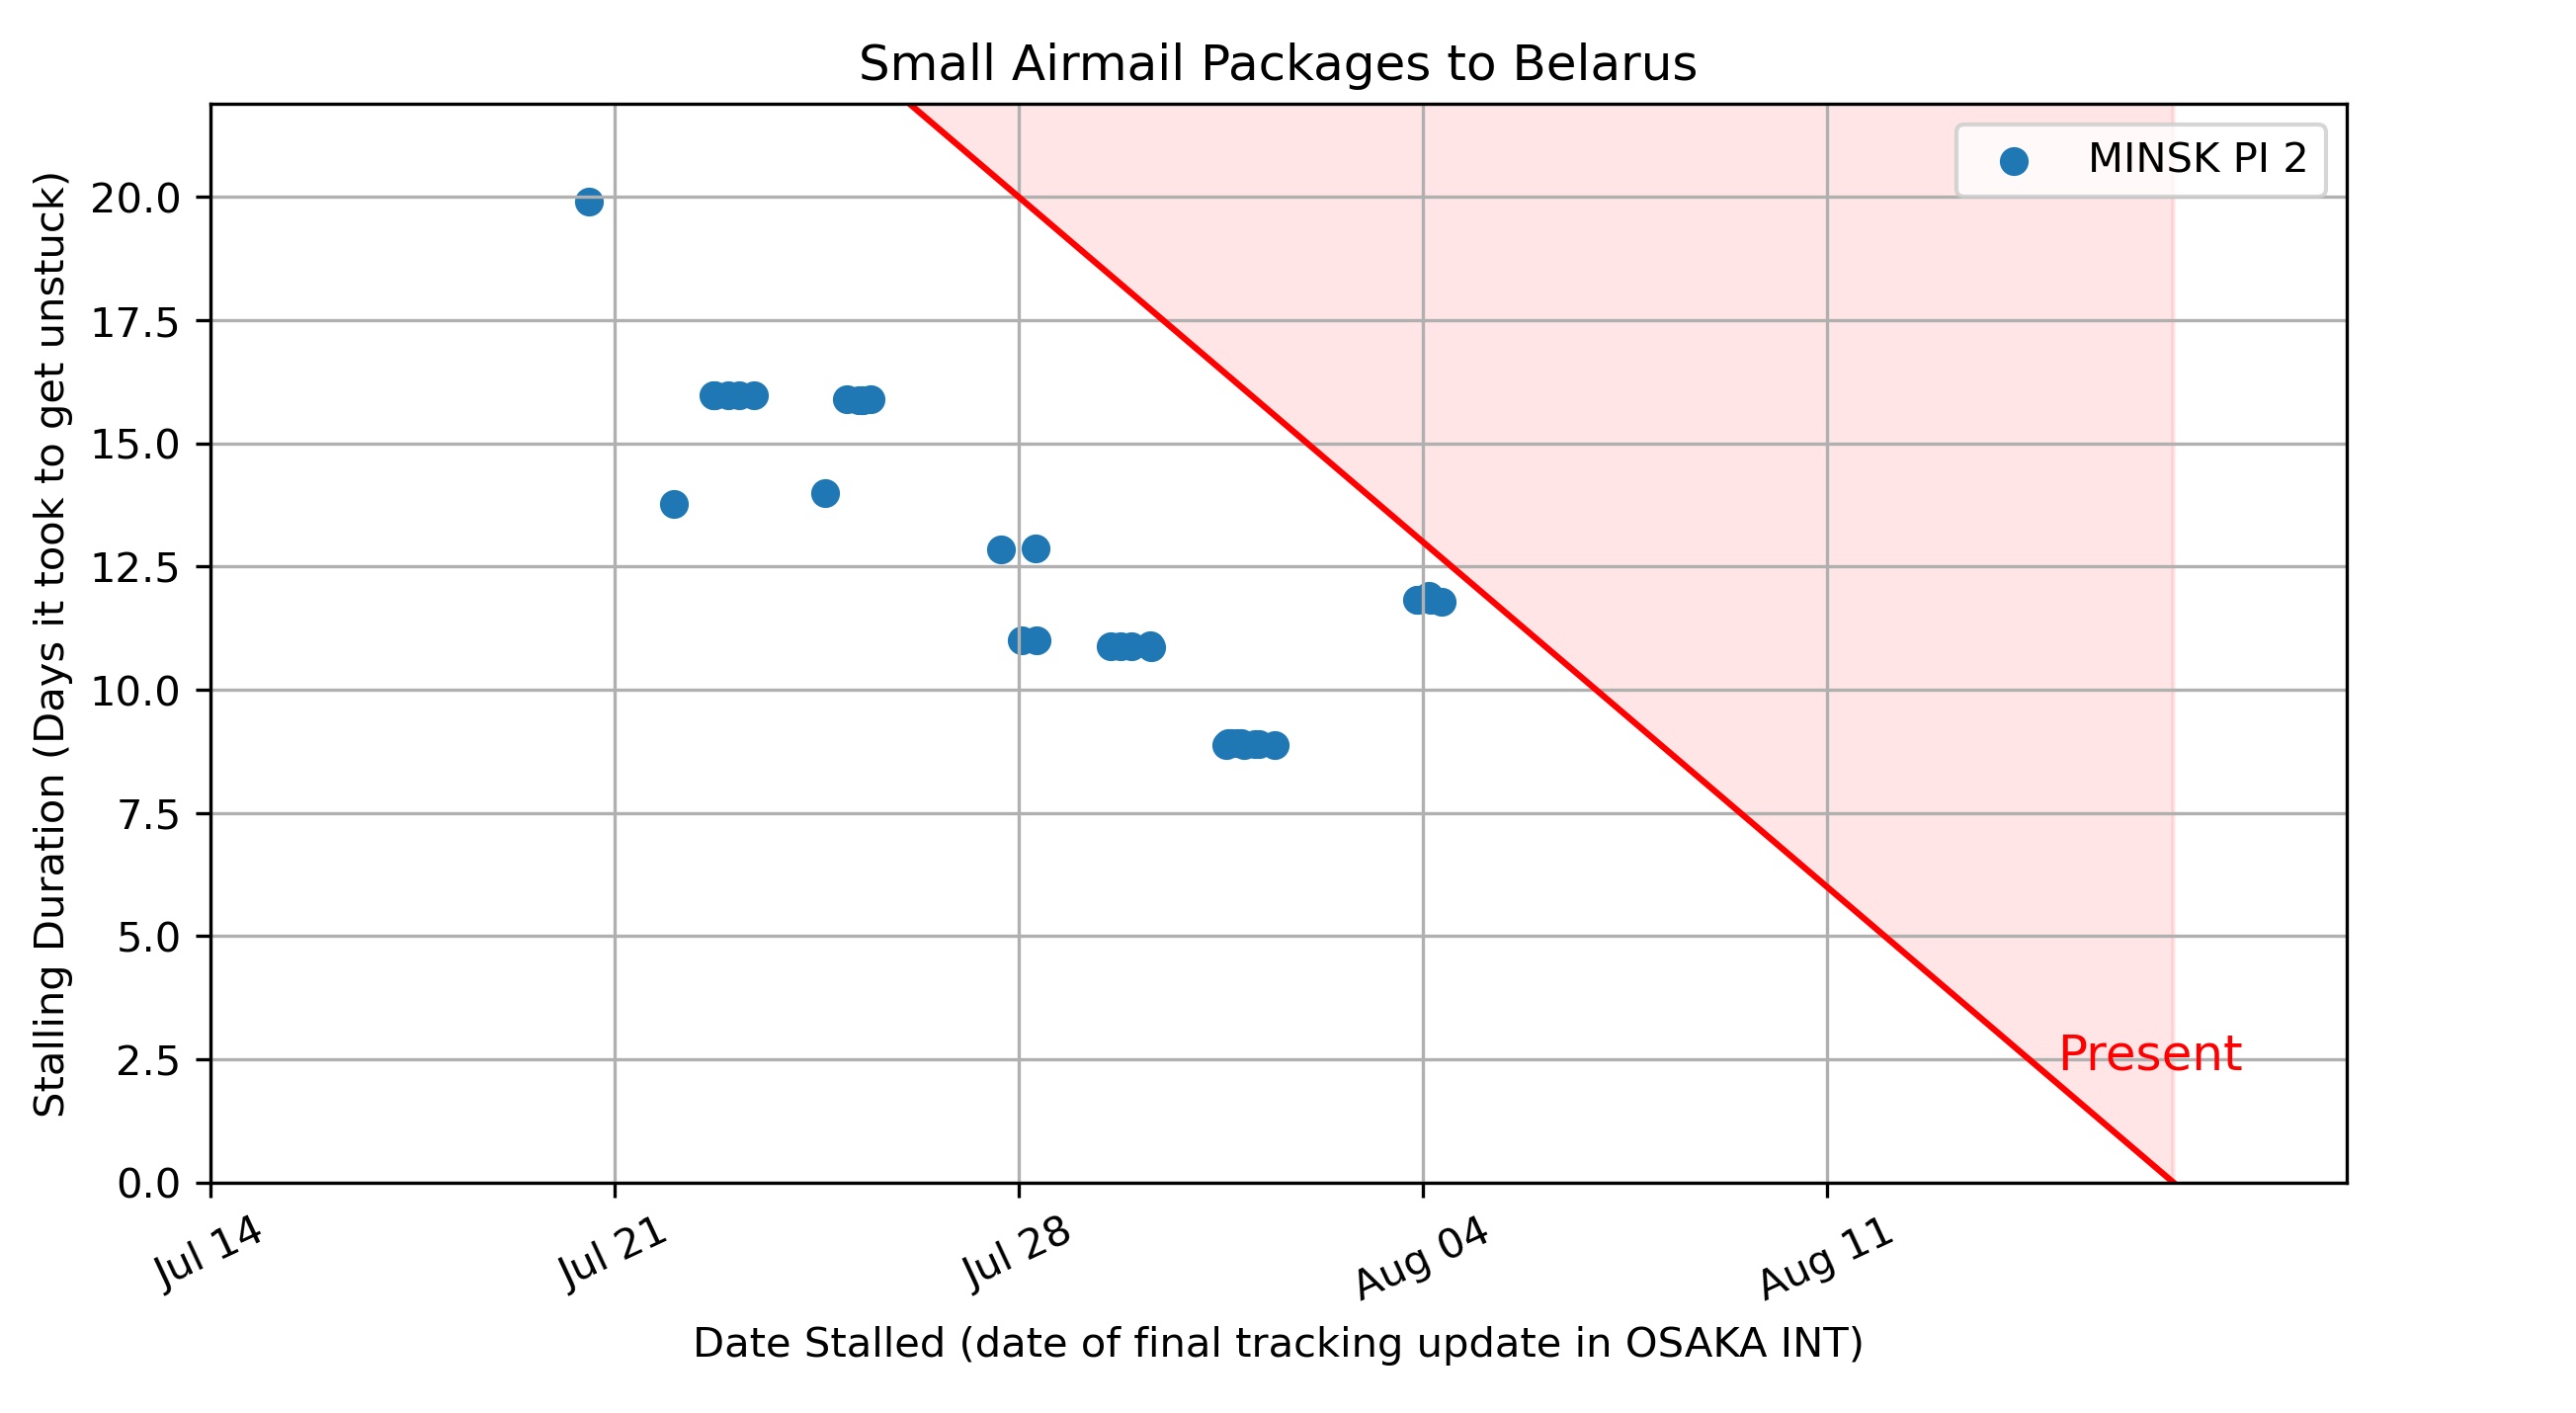 Small Airmail Packages to Belarus
MINSK PI 2
Stalling Duration (Days it took to get unstuck)
20.0
17.5
15.0
12.5
10.0
7.5
5.0
2.5
0.0
Present
Jul 14
Jul 21
Jul 28
Aug 04
Aug 11
Date Stalled (date of final tracking update in OSAKA INT)